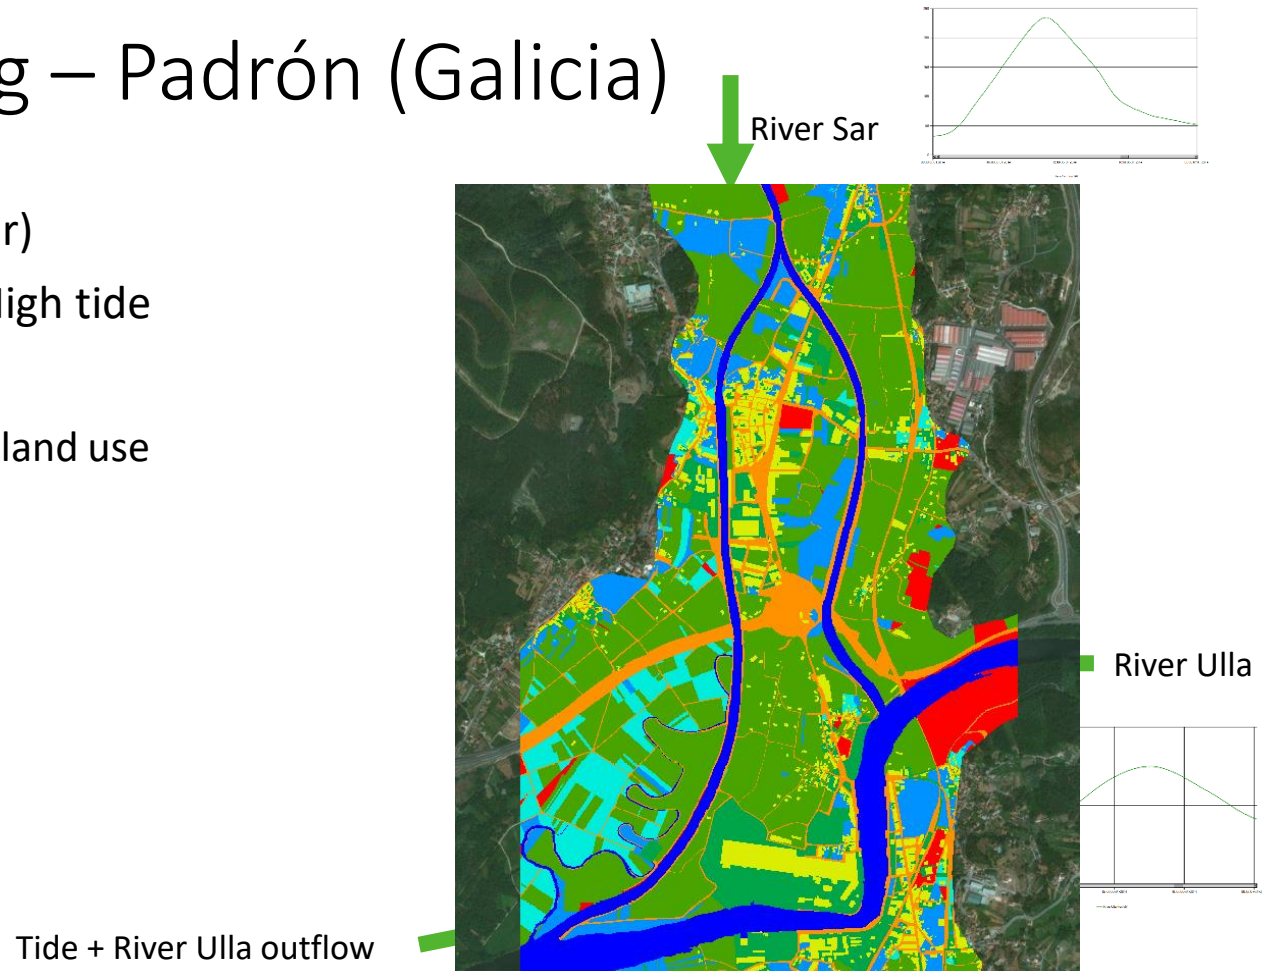 g – Padrón (Galicia)
River Sar
r)
High tide
land use
River Ulla
Tide + River Ulla outflow